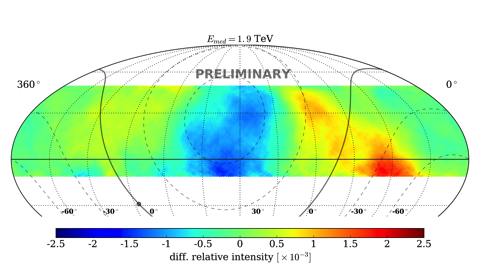 E_med = 1.9 TeV
PRELIMINARY
360° 0°
-60 -30 0° 30 0° -30 -60
-2.5 -2 -1.5 -1 -0.5 0 0.5 1 1.5 2 2.5
diff. relative intensity [×10⁻³]